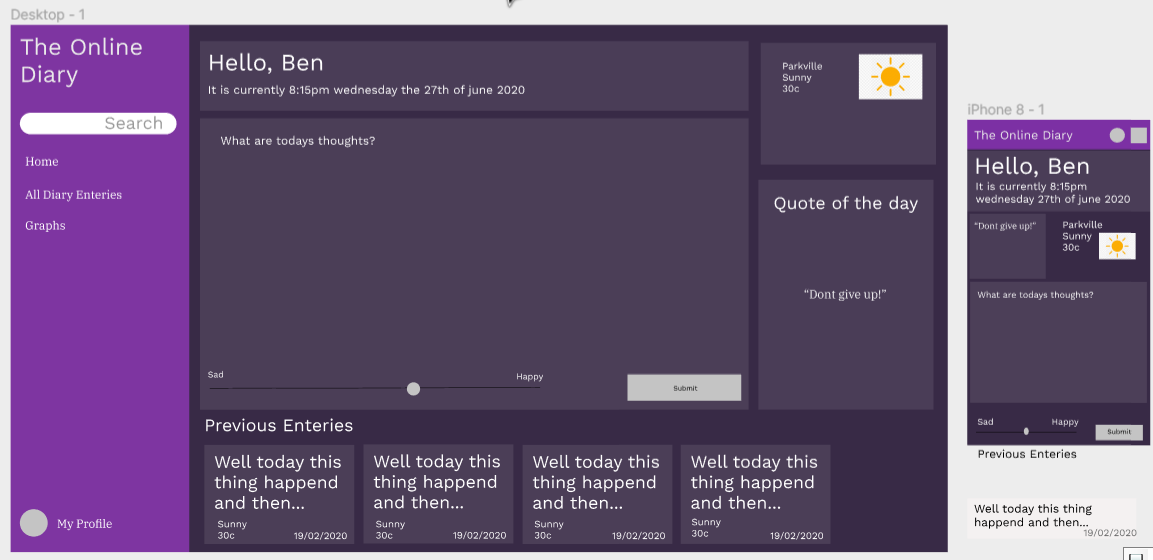 Desktop - 1
The Online
Diary
Search
Home
All Diary Enteries
Graphs
My Profile
Hello, Ben
It is currently 8:15pm wednesday the 27th of june 2020
What are todays thoughts?
Sad
Happy
Submit
Parkville
Sunny
30c
Quote of the day
“Dont give up!”
Previous Enteries
Well today this
thing happend
and then...
Sunny
30c
19/02/2020
Well today this
thing happend
and then...
Sunny
30c
19/02/2020
Well today this
thing happend
and then...
Sunny
30c
19/02/2020
Well today this
thing happend
and then...
Sunny
30c
19/02/2020
iPhone 8 - 1
The Online Diary
Hello, Ben
It is currently 8:15pm
wednesday 27th of june 2020
“Dont give up!”
Parkville
Sunny
30c
What are todays thoughts?
Sad
Happy
Submit
Previous Enteries
Well today this thing
happend and then...
19/02/2020